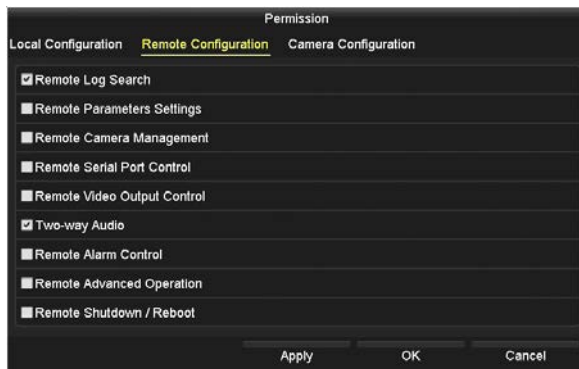 Permission
Local Configuration Remote Configuration Camera Configuration
Remote Log Search
Remote Parameters Settings
Remote Camera Management
Remote Serial Port Control
Remote Video Output Control
Two-way Audio
Remote Alarm Control
Remote Advanced Operation
Remote Shutdown / Reboot
Apply OK Cancel